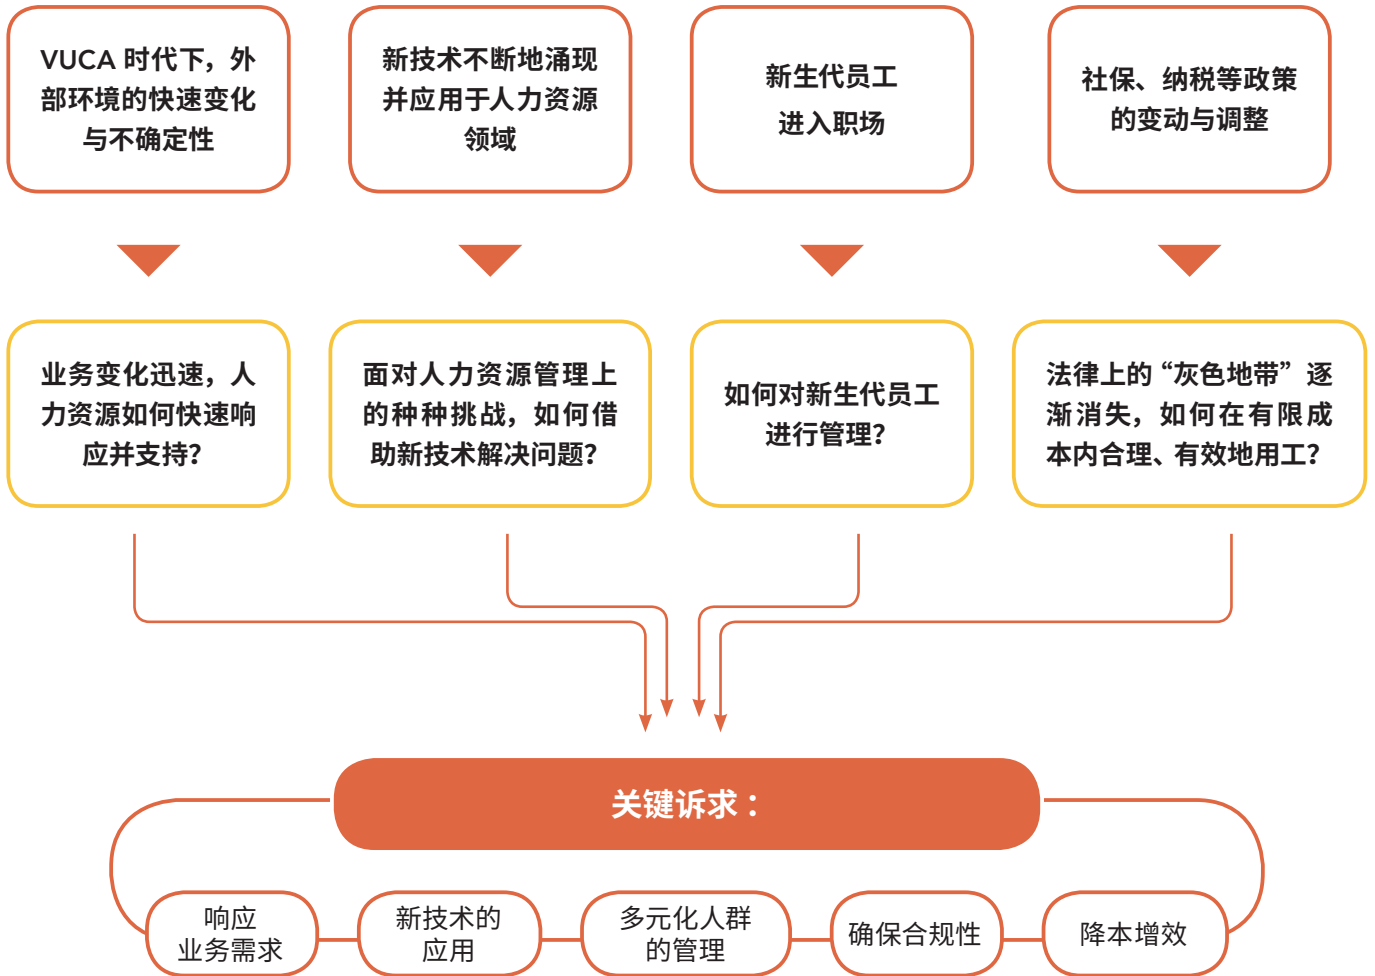 VUCA 时代下，外
部环境的快速变化
与不确定性
新技术不断地涌现
并应用于人力资源
领域
新生代员工
进入职场
社保、纳税等政策
的变动与调整
业务变化迅速，人
力资源如何快速响
应并支持？
面对人力资源管理上
的种种挑战，如何借
助新技术解决问题？
如何对新生代员工
进行管理？
法律上的“灰色地带”逐
渐消失，如何在有限成
本内合理、有效地用工？
关键诉求：
响应
业务需求
新技术的
应用
多元化人群
的管理
确保合规性
降本增效